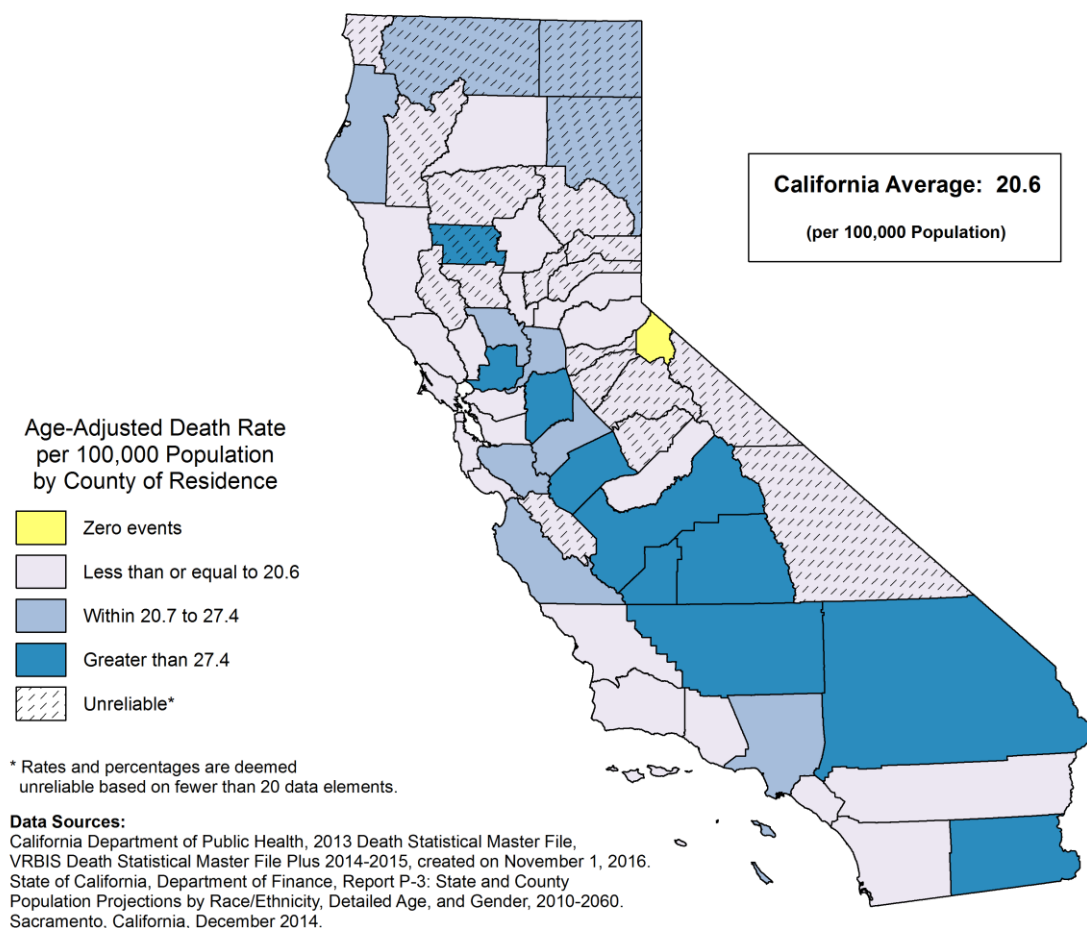 California Average: 20.6
(per 100,000 Population)
Age-Adjusted Death Rate
per 100,000 Population
by County of Residence
Zero events
Less than or equal to 20.6
Within 20.7 to 27.4
Greater than 27.4
Unreliable*
* Rates and percentages are deemed
unreliable based on fewer than 20 data elements.
Data Sources:
California Department of Public Health, 2013 Death Statistical Master File,
VRBIS Death Statistical Master File Plus 2014-2015, created on November 1, 2016.
State of California, Department of Finance, Report P-3: State and County
Population Projections by Race/Ethnicity, Detailed Age, and Gender, 2010-2060.
Sacramento, California, December 2014.